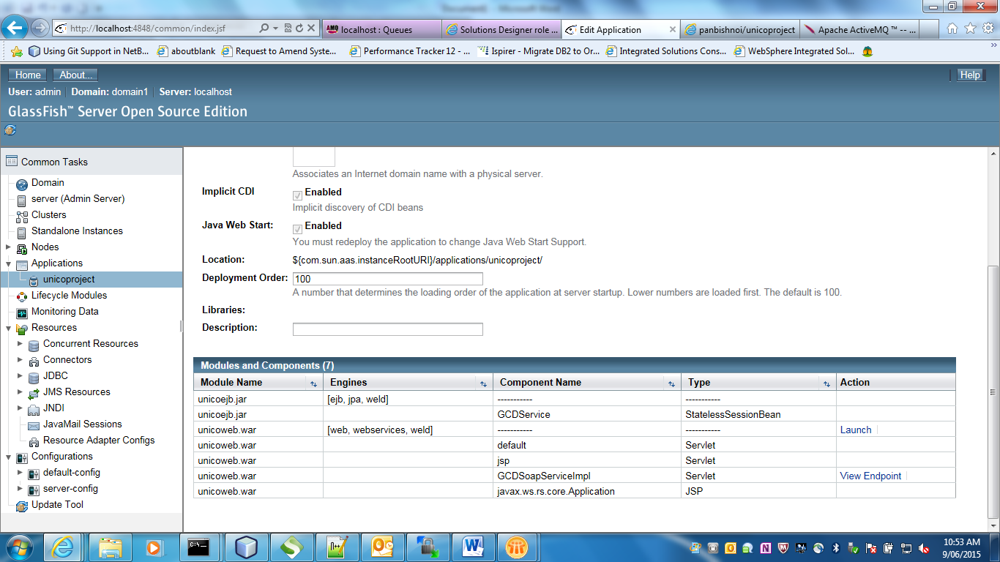 http://localhost:4848/common/index.jsf
AMQ localhost : Queues
Solutions Designer role ...
Edit Application
panbishnoi/unicoproject
Apache ActiveMQ ™ -- ...
Using Git Support in NetB...
aboutblank
Request to Amend Syste...
Performance Tracker 12 - ...
Ispirer - Migrate DB2 to Or...
Integrated Solutions Cons...
WebSphere Integrated Sol...
Home About... Help
User: admin Domain: domain1 Server: localhost
GlassFish™ Server Open Source Edition
Common Tasks
Domain
server (Admin Server)
Clusters
Standalone Instances
Nodes
Applications
unicoproject
Lifecycle Modules
Monitoring Data
Resources
Concurrent Resources
Connectors
JDBC
JMS Resources
JNDI
JavaMail Sessions
Resource Adapter Configs
Configurations
default-config
server-config
Update Tool
Associates an Internet domain name with a physical server.
Implicit CDI Enabled
Implicit discovery of CDI beans
Java Web Start: Enabled
You must redeploy the application to change Java Web Start Support.
Location: ${com.sun.aas.instanceRootURI}/applications/unicoproject/
Deployment Order: 100
A number that determines the loading order of the application at server startup. Lower numbers are loaded first. The default is 100.
Libraries:
Description:
Modules and Components (7)
Module Name Engines Component Name Type Action
unicoejb.jar [ejb, jpa, weld] ----------- -----------
unicoejb.jar GCDService StatelessSessionBean
unicoweb.war [web, webservices, weld] ----------- ----------- Launch
unicoweb.war default Servlet
unicoweb.war jsp Servlet
unicoweb.war GCDSoapServiceImpl Servlet View Endpoint
unicoweb.war javax.ws.rs.core.Application JSP
10:53 AM
9/06/2015